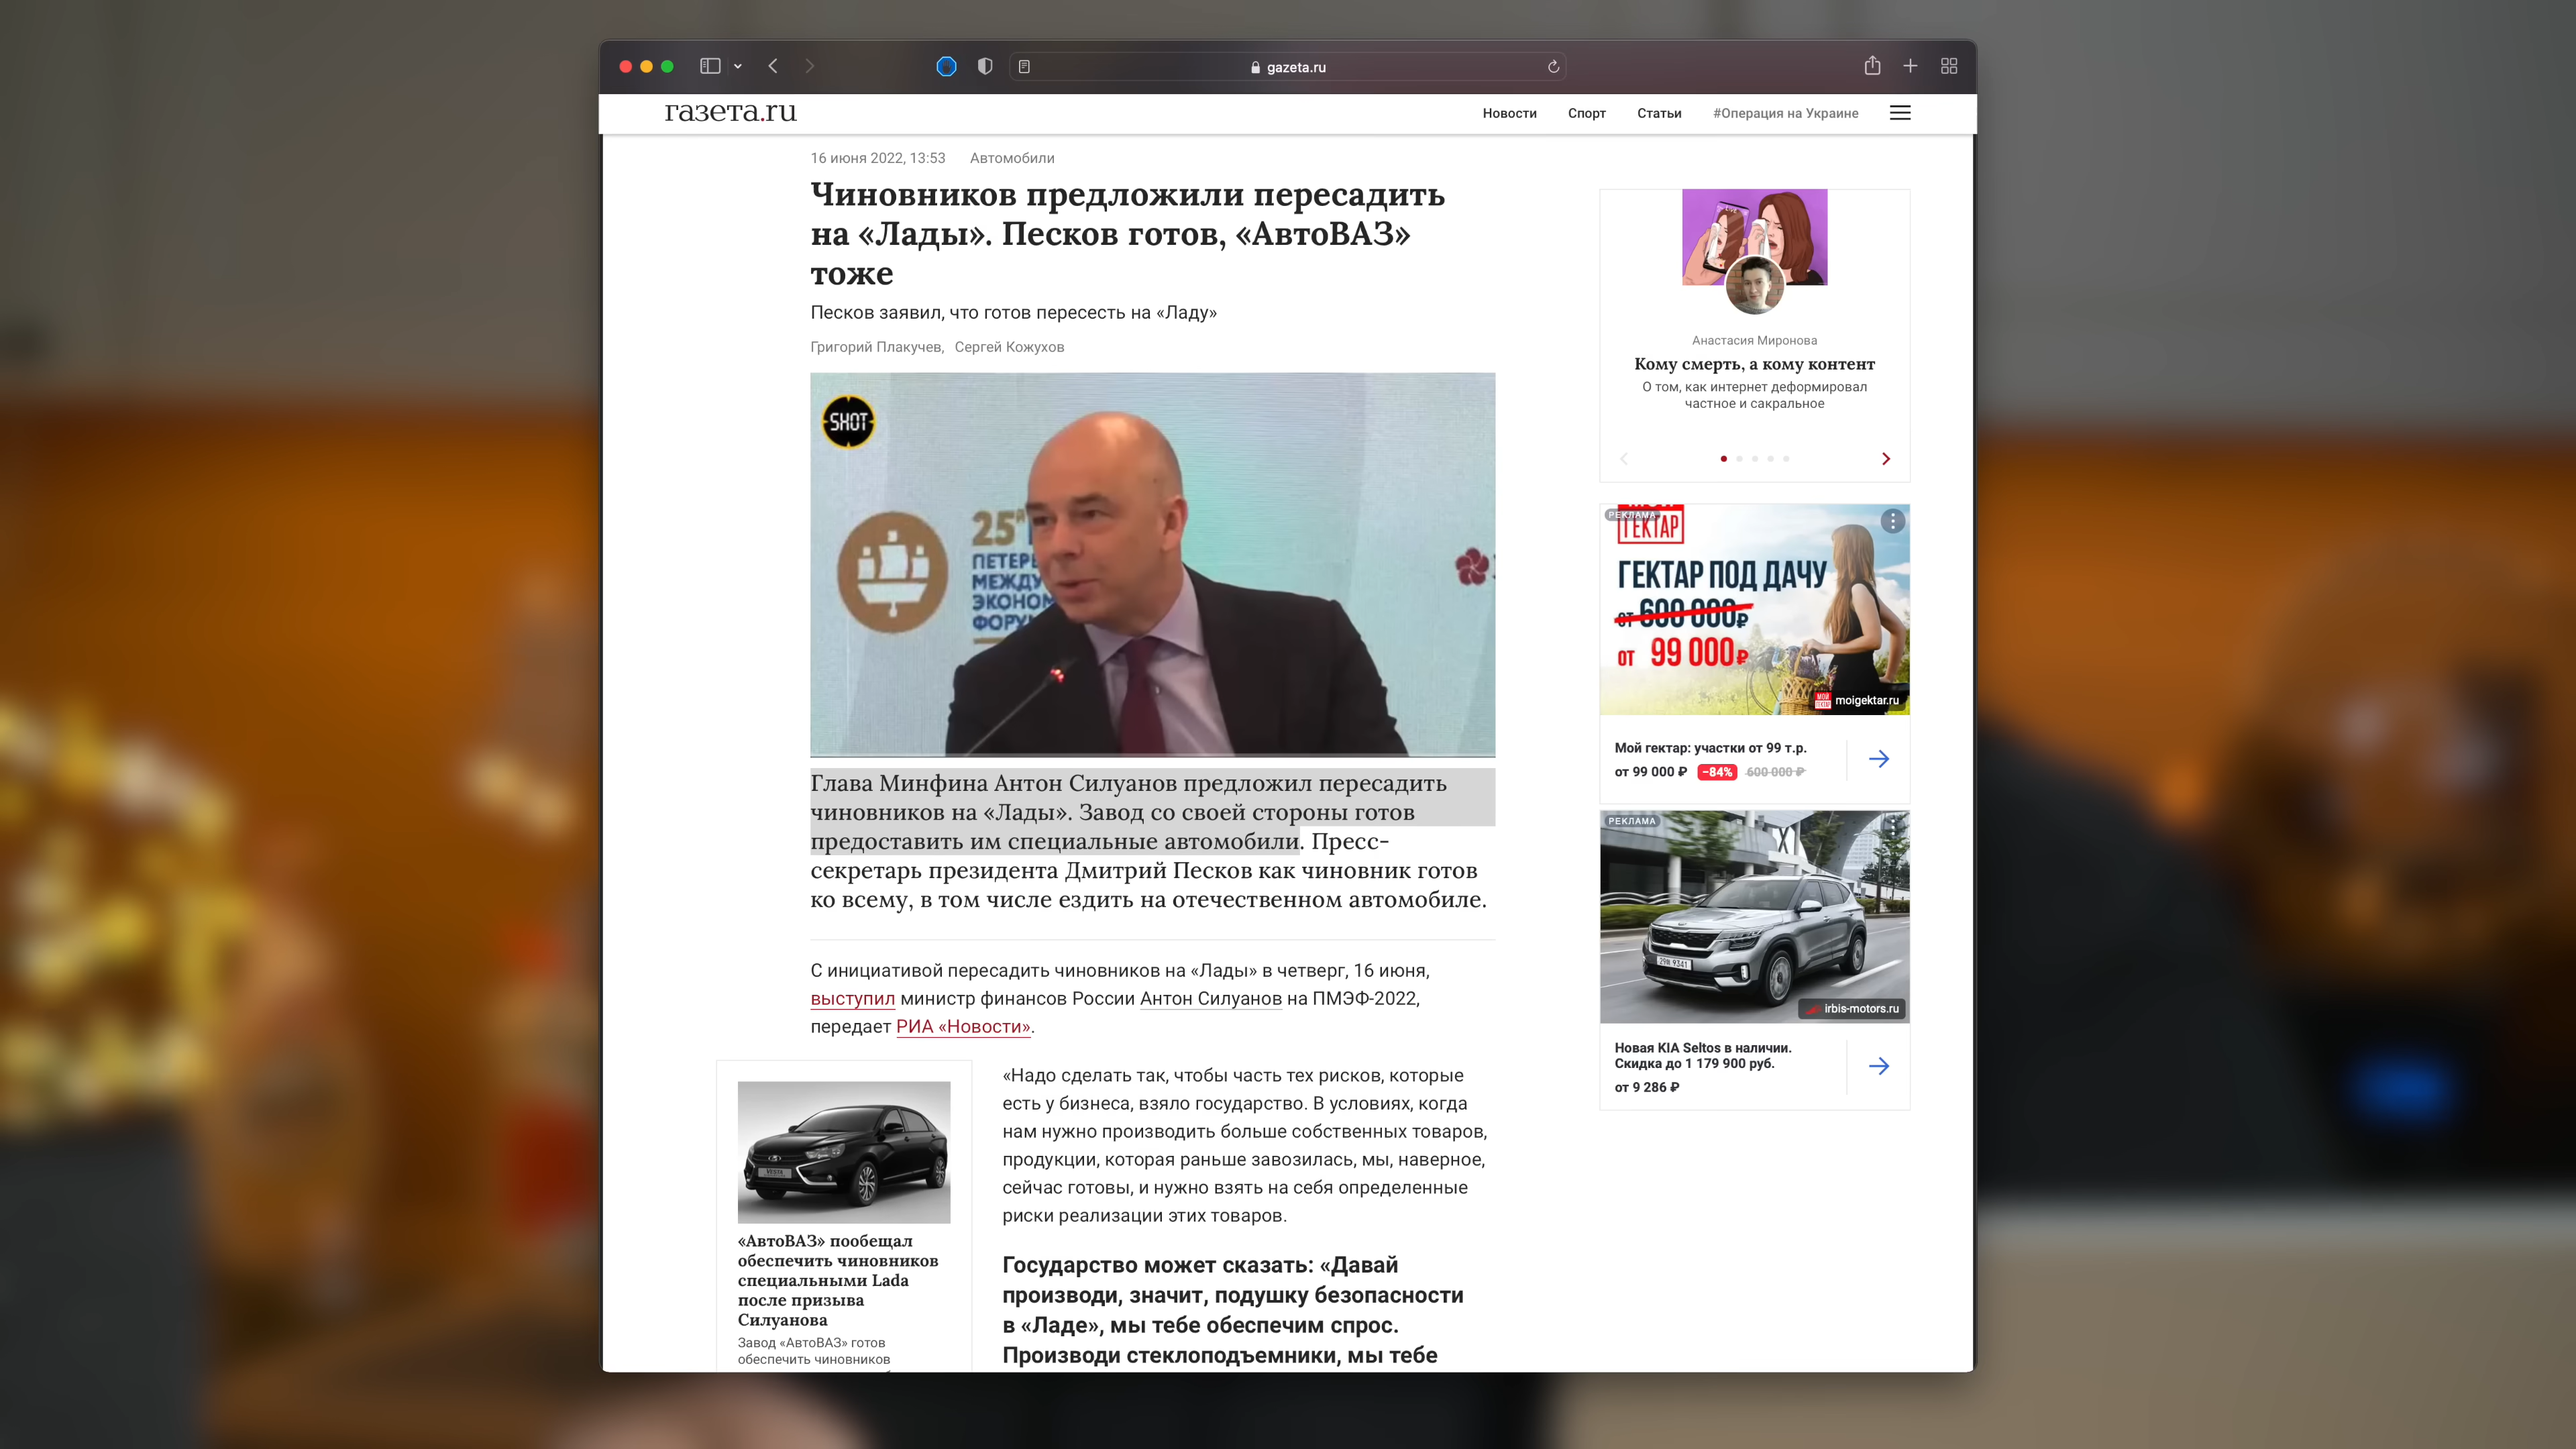 gazeta.ru
газета.ru
Новости
Спорт
Статьи
#Операция на Украине
16 июня 2022, 13:53
Автомобили
Чиновников предложили пересадить
на «Лады». Песков готов, «АвтоВАЗ»
тоже
Песков заявил, что готов пересесть на «Ладу»
Григорий Плакучев, Сергей Кожухов
SHOT
25
ПЕТЕР
МЕЖДУ
ЭКОНОМ
ФОРУМ
Глава Минфина Антон Силуанов предложил пересадить
чиновников на «Лады». Завод со своей стороны готов
предоставить им специальные автомобили. Пресс-
секретарь президента Дмитрий Песков как чиновник готов
ко всему, в том числе ездить на отечественном автомобиле.
С инициативой пересадить чиновников на «Лады» в четверг, 16 июня,
выступил министр финансов России Антон Силуанов на ПМЭФ-2022,
передает РИА «Новости».
VESTA
«АвтоВАЗ» пообещал
обеспечить чиновников
специальными Lada
после призыва
Силуанова
Завод «АвтоВАЗ» готов
обеспечить чиновников
«Надо сделать так, чтобы часть тех рисков, которые
есть у бизнеса, взяло государство. В условиях, когда
нам нужно производить больше собственных товаров,
продукции, которая раньше завозилась, мы, наверное,
сейчас готовы, и нужно взять на себя определенные
риски реализации этих товаров.
Государство может сказать: «Давай
производи, значит, подушку безопасности
в «Ладе», мы тебе обеспечим спрос.
Производи стеклоподъемники, мы тебе
LIVE
Анастасия Миронова
Кому смерть, а кому контент
О том, как интернет деформировал
частное и сакральное
РЕКЛАМА
ГЕКТАР
ГЕКТАР ПОД ДАЧУ
от 600 000₽
от 99 000₽
МОЙ ГЕКТАР
moigektar.ru
Мой гектар: участки от 99 т.р.
от 99 000 ₽ −84% 600 000 ₽
РЕКЛАМА
9341
irbis-motors.ru
Новая KIA Seltos в наличии.
Скидка до 1 179 900 руб.
от 9 286 ₽